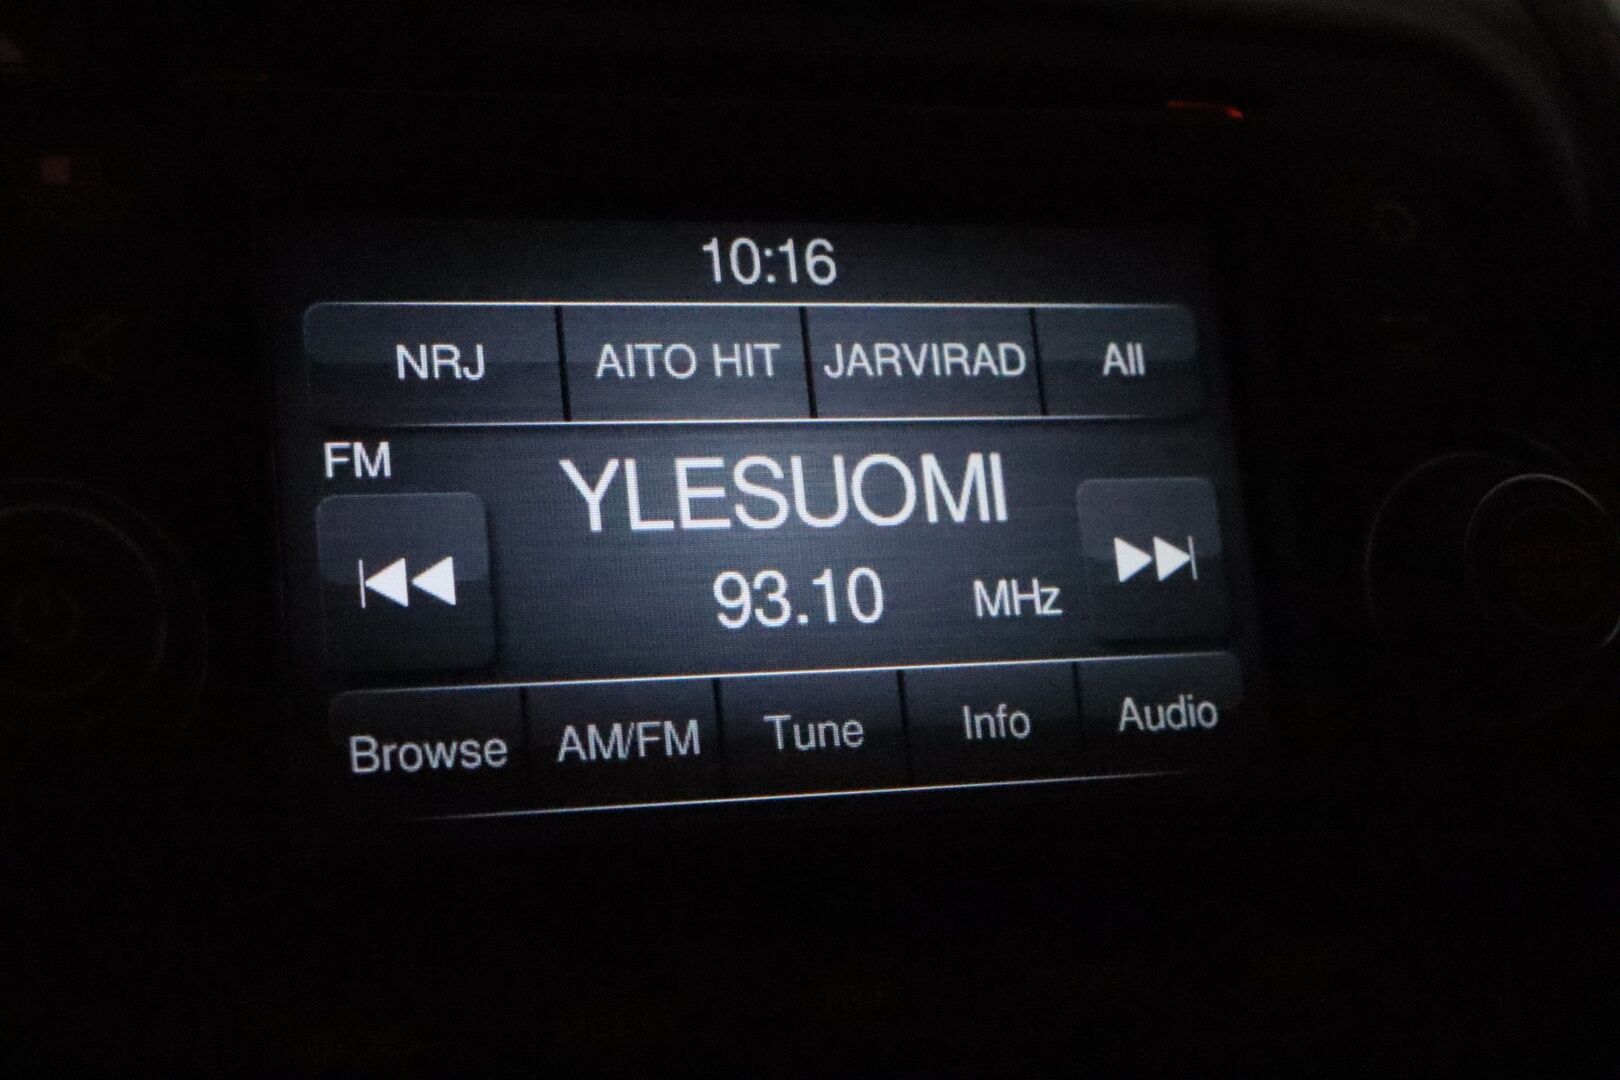 10:16
NRJ AITO HIT JARVIRAD All
FM
YLESUOMI
93.10 MHz
Browse AM/FM Tune Info Audio